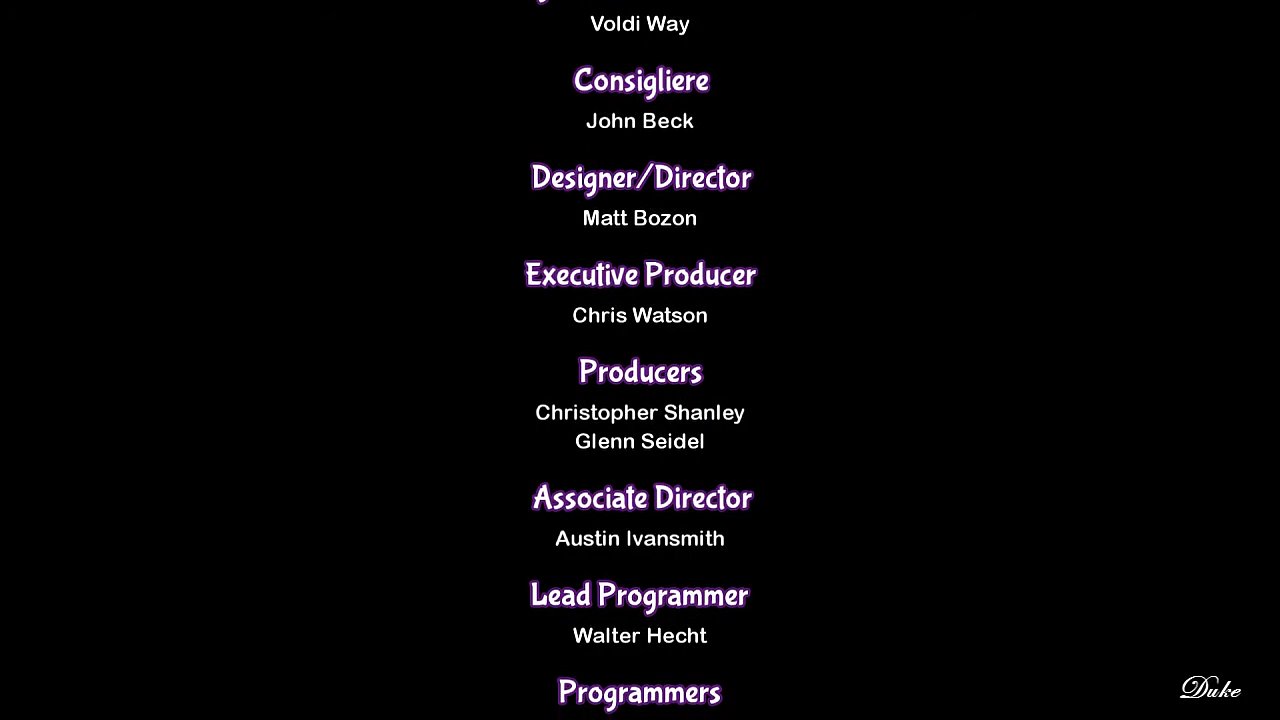 Voldi Way
Consigliere
John Beck
Designer/Director
Matt Bozon
Executive Producer
Chris Watson
Producers
Christopher Shanley
Glenn Seidel
Associate Director
Austin Ivansmith
Lead Programmer
Walter Hecht
Programmers
Duke